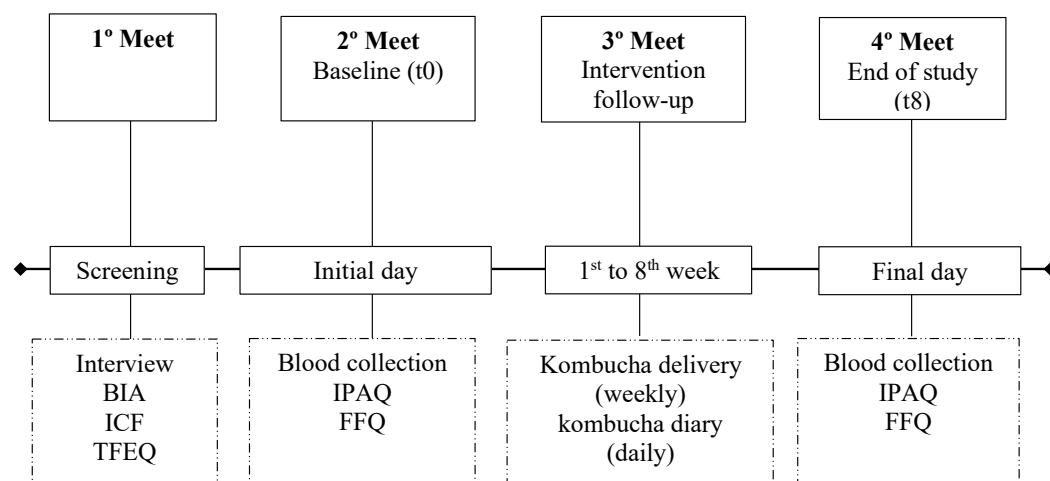 1º Meet
2º Meet
Baseline (t0)
3º Meet
Intervention
follow-up
4º Meet
End of study
(t8)
Screening
Initial day
1st to 8th week
Final day
Interview
BIA
ICF
TFEQ
Blood collection
IPAQ
FFQ
Kombucha delivery
(weekly)
kombucha diary
(daily)
Blood collection
IPAQ
FFQ